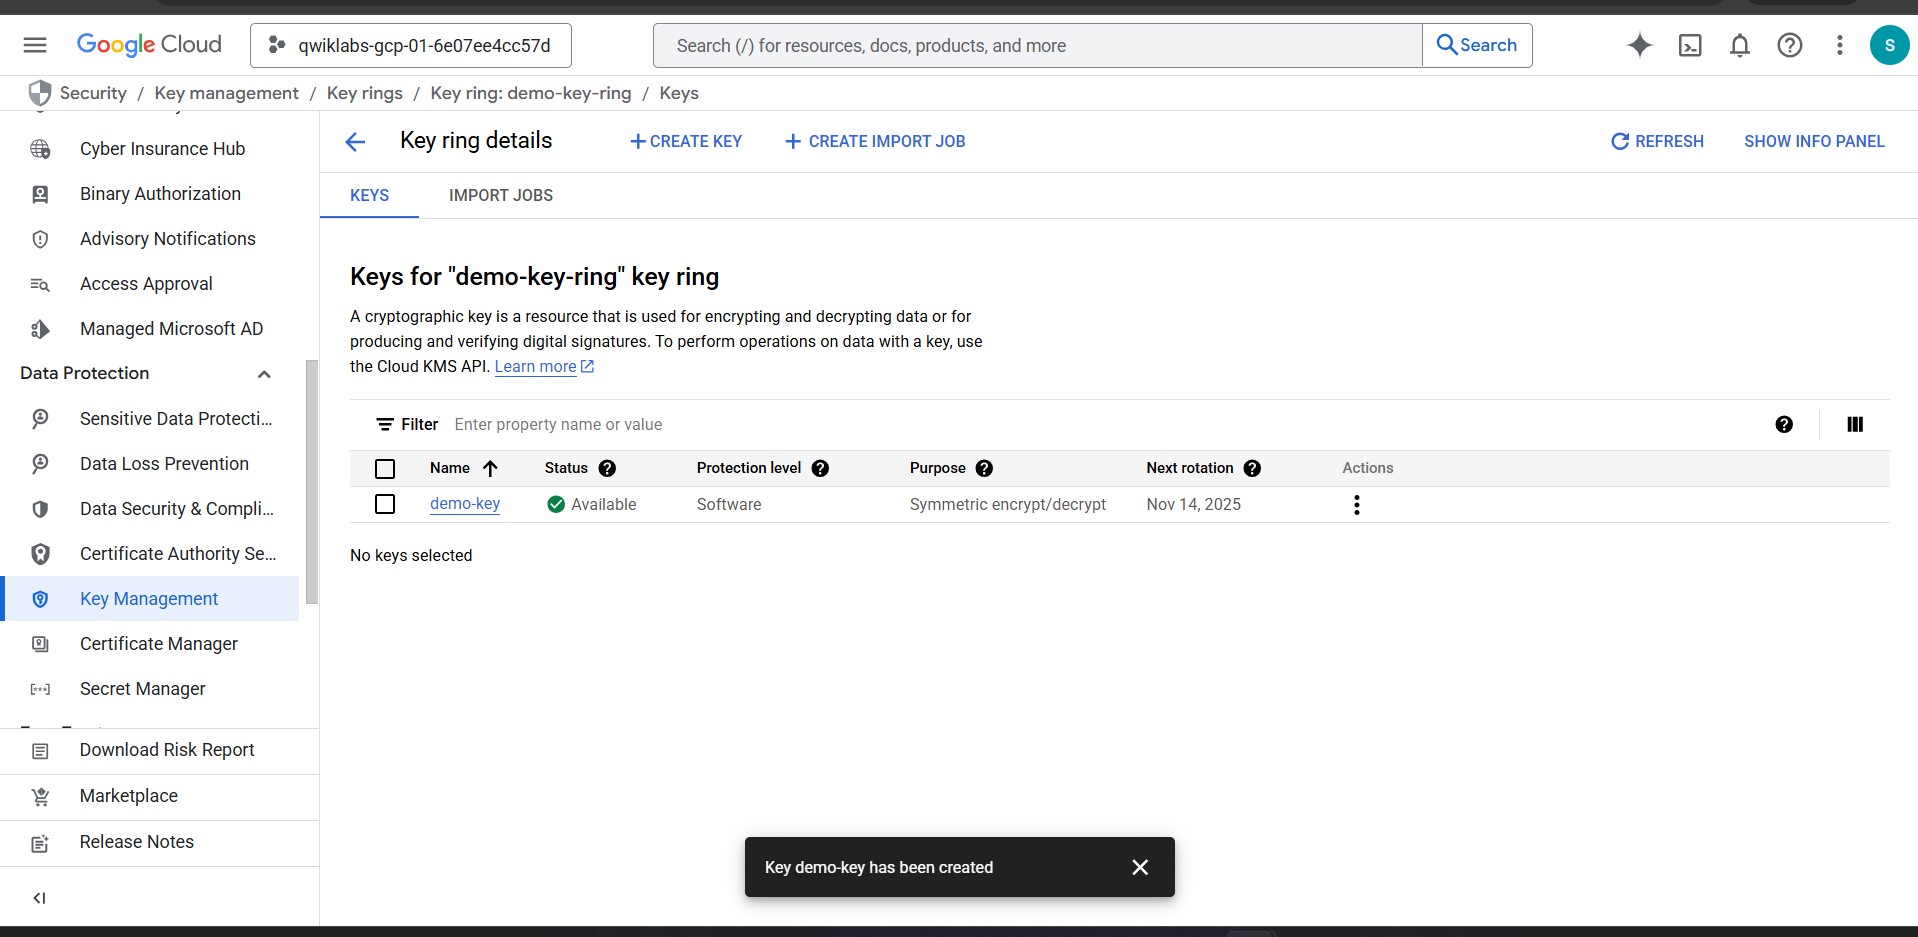 Google Cloud
qwiklabs-gcp-01-6e07ee4cc57d
Search (/) for resources, docs, products, and more
Search
S
Security / Key management / Key rings / Key ring: demo-key-ring / Keys
Cyber Insurance Hub
Binary Authorization
Advisory Notifications
Access Approval
Managed Microsoft AD
Data Protection
Sensitive Data Protecti...
Data Loss Prevention
Data Security & Compli...
Certificate Authority Se...
Key Management
Certificate Manager
Secret Manager
Download Risk Report
Marketplace
Release Notes
Key ring details
CREATE KEY
CREATE IMPORT JOB
REFRESH
SHOW INFO PANEL
KEYS
IMPORT JOBS
Keys for "demo-key-ring" key ring
A cryptographic key is a resource that is used for encrypting and decrypting data or for
producing and verifying digital signatures. To perform operations on data with a key, use
the Cloud KMS API. Learn more
Filter Enter property name or value
Name Status Protection level Purpose Next rotation Actions
demo-key Available Software Symmetric encrypt/decrypt Nov 14, 2025
No keys selected
Key demo-key has been created